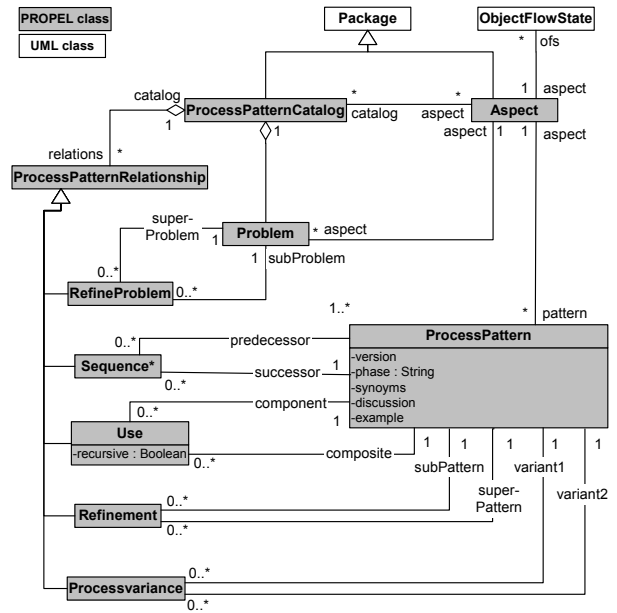 PROPEL class
UML class
Package
ObjectFlowState
* ofs
catalog
1
ProcessPatternCatalog
*
catalog
*
aspect
1 aspect
Aspect
1
aspect 1
1 aspect
relations *
ProcessPatternRelationship
super-
Problem
1
Problem
* aspect
1 subProblem
0..*
RefineProblem
0..*
1..*
* pattern
ProcessPattern
-version
-phase : String
-synoyms
-discussion
-example
0..*
predecessor
Sequence*
1
successor
0..*
component
0..*
1
Use
-recursive : Boolean
0..*
composite
1
1
1
1
1
subPattern
variant1
super-
Pattern
variant2
0..*
Refinement
0..*
0..*
Processvariance
0..*